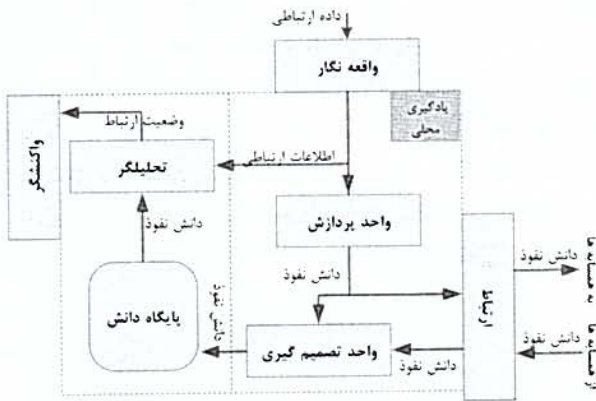 داده ارتباطی
واقعه نگار
یادگیری
محلی
وضعیت ارتباط
واکنشگر
تحلیلگر
اطلاعات ارتباطی
واحد پردازش
دانش نفوذ
دانش نفوذ
پایگاه دانش
دانش نفوذ
واحد تصمیم گیری
دانش نفوذ
ارتباط
دانش نفوذ
به همسایه ها
دانش نفوذ
از همسایه ها